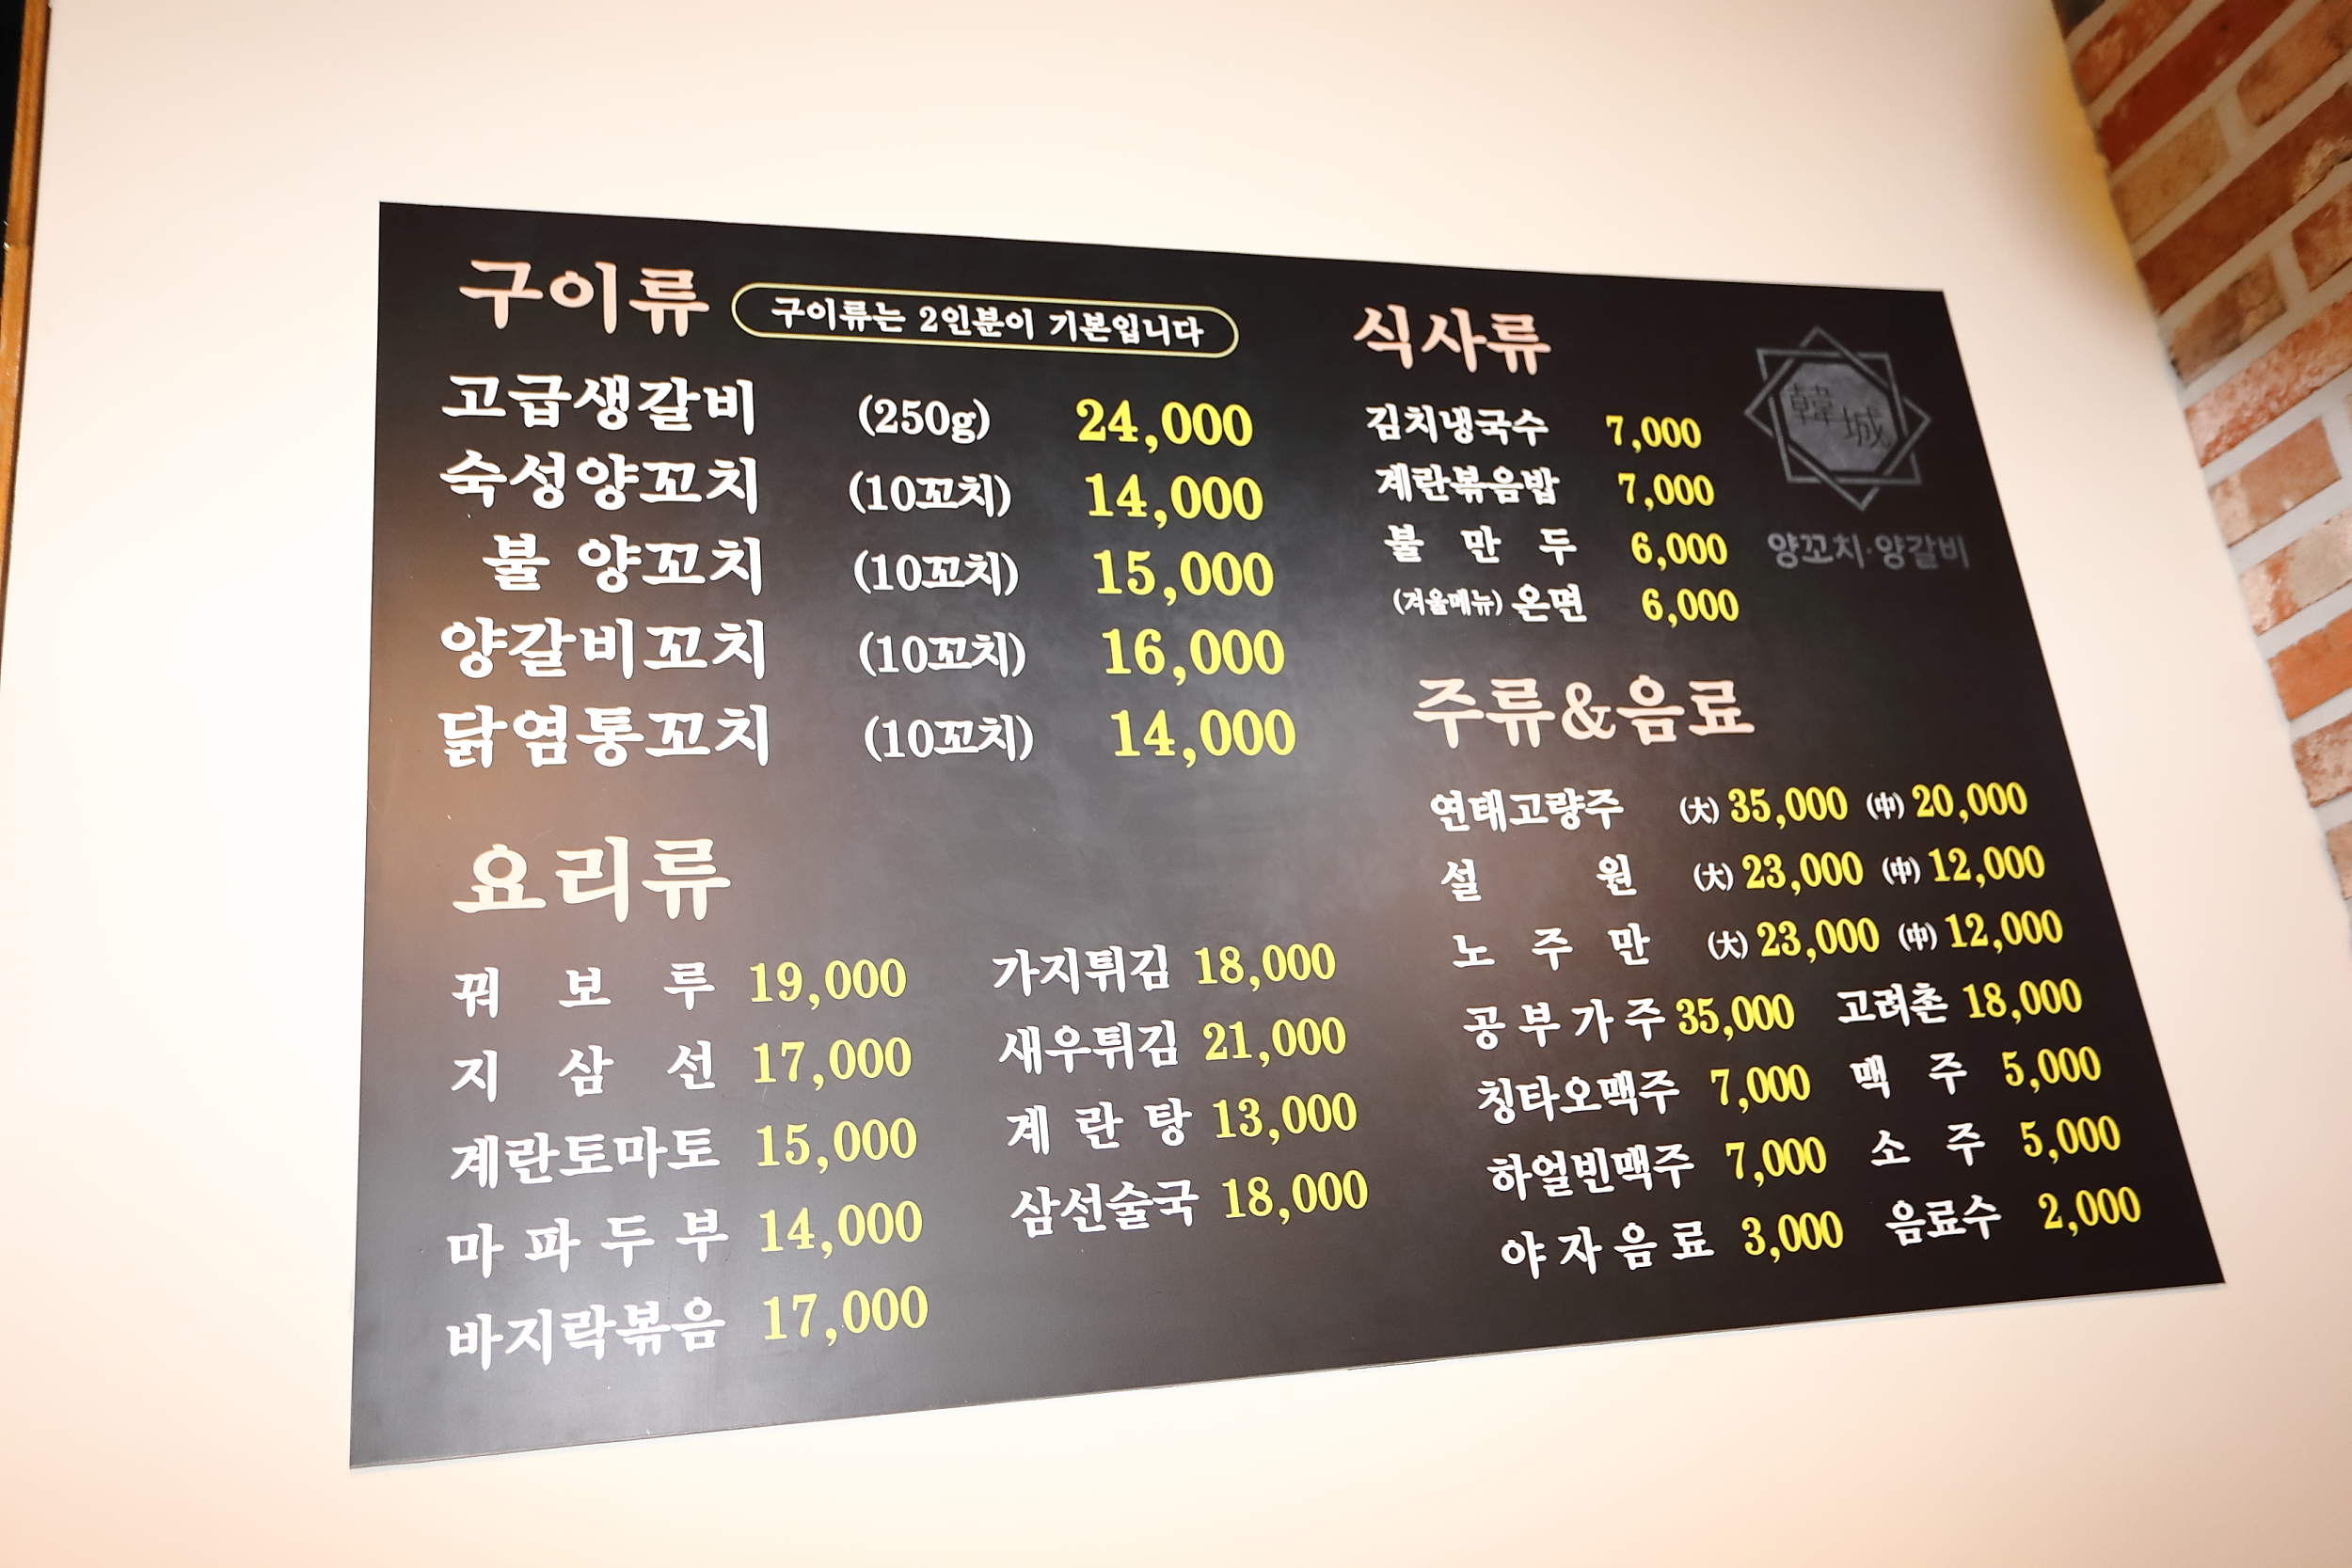 구이류 구이류는 2인분이 기본입니다
고급생갈비 (250g) 24,000
숙성양꼬치 (10꼬치) 14,000
불 양꼬치 (10꼬치) 15,000
양갈비꼬치 (10꼬치) 16,000
닭염통꼬치 (10꼬치) 14,000
요리류
꿔 보 루 19,000
지 삼 선 17,000
계란토마토 15,000
마 파 두 부 14,000
바지락볶음 17,000
가지튀김 18,000
새우튀김 21,000
계 란 탕 13,000
삼선술국 18,000
식사류
김치냉국수 7,000
계란볶음밥 7,000
불 만 두 6,000
(겨울메뉴) 온면 6,000
韓城
양꼬치·양갈비
주류&음료
연태고량주 (大) 35,000 (中) 20,000
설 원 (大) 23,000 (中) 12,000
노 주 만 (大) 23,000 (中) 12,000
공 부 가 주 35,000 고려촌 18,000
칭타오맥주 7,000 맥 주 5,000
하얼빈맥주 7,000 소 주 5,000
야 자 음 료 3,000 음료수 2,000